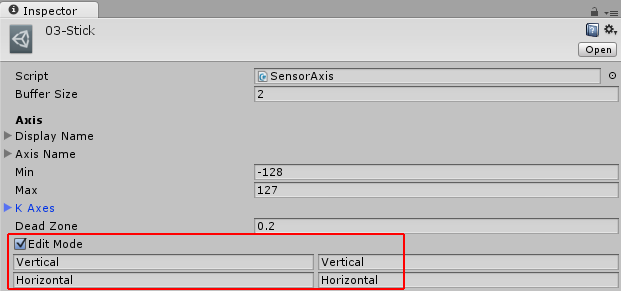 Inspector
03-Stick
Open
Script SensorAxis
Buffer Size 2
Axis
Display Name
Axis Name
Min -128
Max 127
K Axes
Dead Zone 0.2
Edit Mode
Vertical Vertical
Horizontal Horizontal